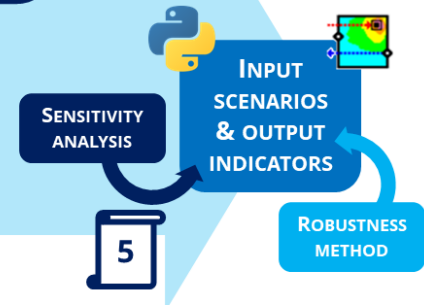 INPUT
SCENARIOS
& OUTPUT
INDICATORS
SENSITIVITY
ANALYSIS
5
ROBUSTNESS
METHOD